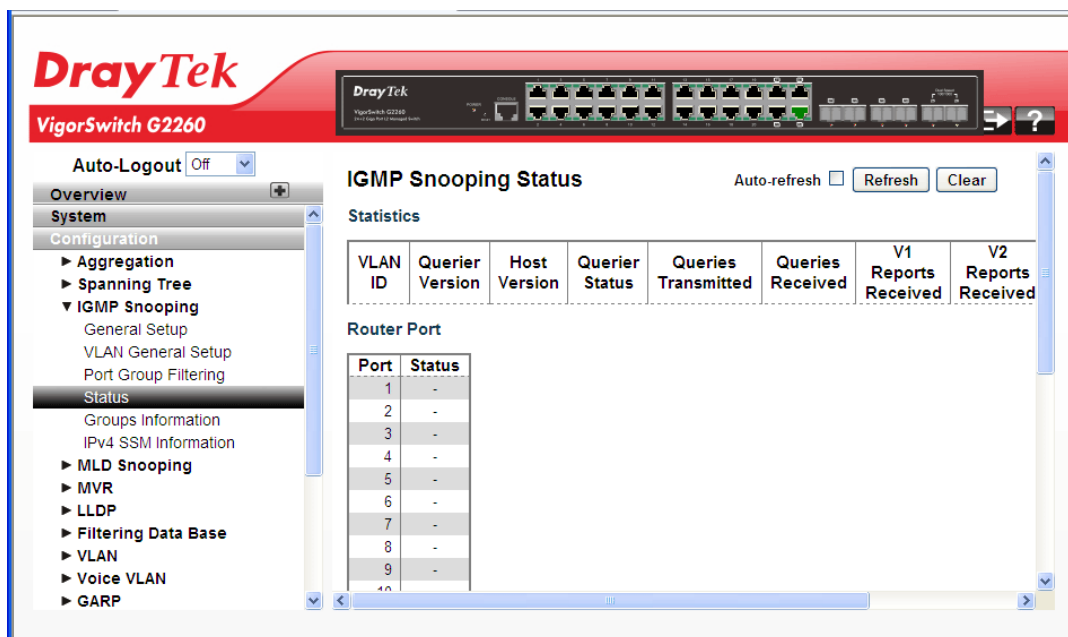 DrayTek
VigorSwitch G2260
DrayTek
VigorSwitch G2260
POWER
CONSOLE
Auto-Logout Off
Overview
System
Configuration
Aggregation
Spanning Tree
IGMP Snooping
General Setup
VLAN General Setup
Port Group Filtering
Status
Groups Information
IPv4 SSM Information
MLD Snooping
MVR
LLDP
Filtering Data Base
VLAN
Voice VLAN
GARP
IGMP Snooping Status
Auto-refresh Refresh Clear
Statistics
VLAN ID Querier Version Host Version Querier Status Queries Transmitted Queries Received V1 Reports Received V2 Reports Received
Router Port
Port Status
1 -
2 -
3 -
4 -
5 -
6 -
7 -
8 -
9 -